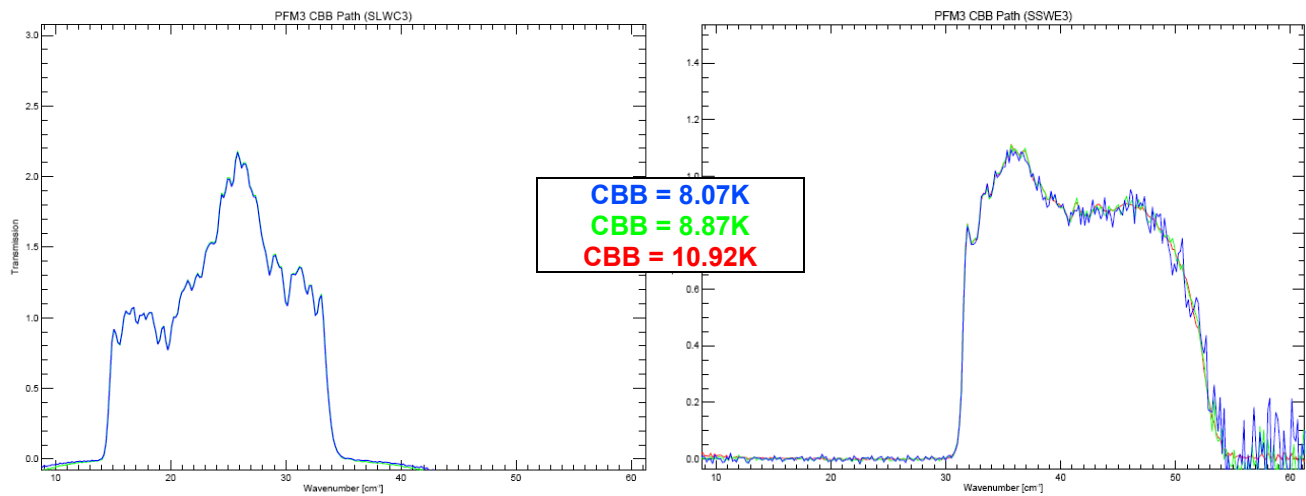 PFM3 CBB Path (SLWC3)
3.0
2.5
2.0
1.5
1.0
0.5
0.0
Transmission
10 20 30 40 50 60
Wavenumber [cm⁻¹]
CBB = 8.07K
CBB = 8.87K
CBB = 10.92K
PFM3 CBB Path (SSWE3)
1.4
1.2
1.0
0.8
0.6
0.4
0.2
0.0
10 20 30 40 50 60
Wavenumber [cm⁻¹]